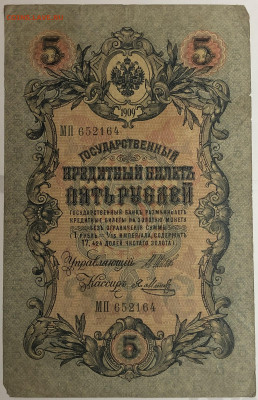 5 5
1909
МП 652164
ГОСУДАРСТВЕННЫЙ
КРЕДИТНЫЙ БИЛЕТЪ
ПЯТЬ РУБЛЕЙ
ГОСУДАРСТВЕННЫЙ БАНКЪ РАЗМѢНИВАЕТЪ
КРЕДИТНЫЕ БИЛЕТЫ НА ЗОЛОТУЮ МОНЕТУ
БЕЗЪ ОГРАНИЧЕНІЯ СУММЫ
(1 РУБЛЬ = 1/15 ИМПЕРІАЛА, СОДЕРЖИТЪ
17,424 ДОЛЕЙ ЧИСТАГО ЗОЛОТА).
Управляющій
Кассиръ
МП 652164
5